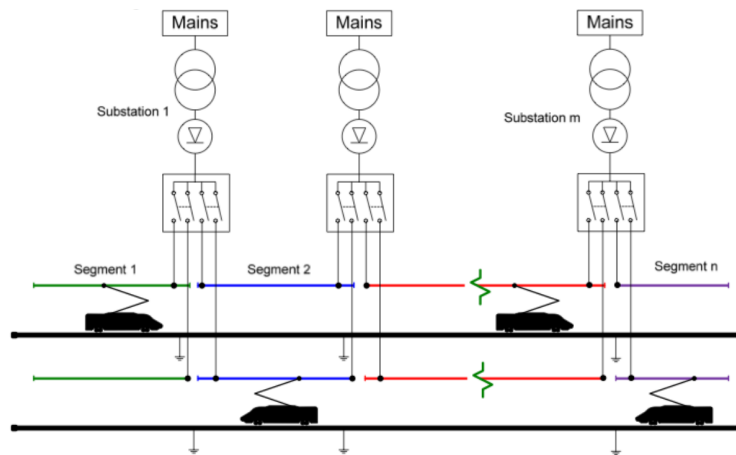 Mains
Mains
Mains
Substation 1
Substation m
Segment 1
Segment 2
Segment n